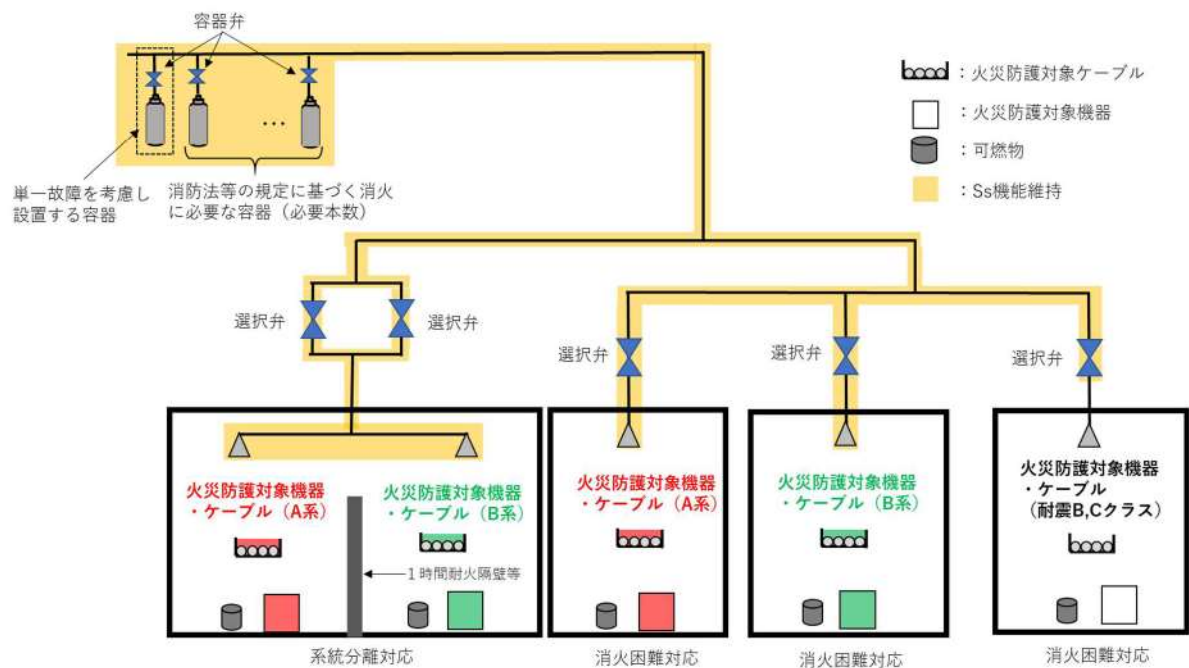 容器弁
…
単一故障を考慮し
設置する容器
消防法等の規定に基づく消火
に必要な容器（必要本数）
：火災防護対象ケーブル
：火災防護対象機器
：可燃物
：Ss機能維持
選択弁
選択弁
選択弁
選択弁
選択弁
火災防護対象機器
・ケーブル（A系）
火災防護対象機器
・ケーブル（B系）
１時間耐火隔壁等
火災防護対象機器
・ケーブル（A系）
火災防護対象機器
・ケーブル（B系）
火災防護対象機器
・ケーブル
（耐震B,Cクラス）
系統分離対応
消火困難対応
消火困難対応
消火困難対応